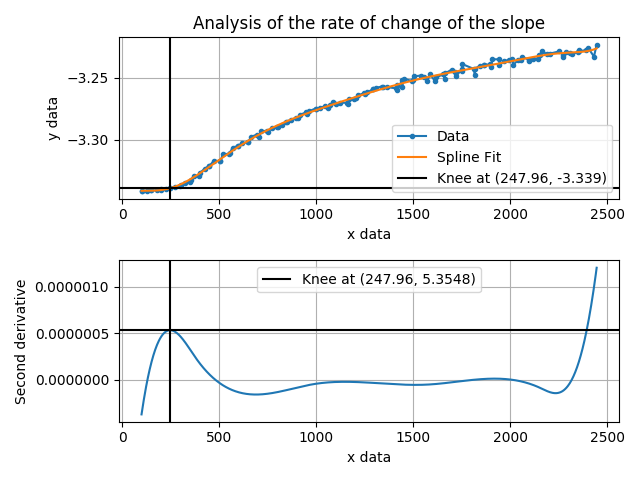 Analysis of the rate of change of the slope
−3.25
−3.30
y data
Data
Spline Fit
Knee at (247.96, -3.339)
0 500 1000 1500 2000 2500
x data
Knee at (247.96, 5.3548)
0.0000010
0.0000005
0.0000000
Second derivative
0 500 1000 1500 2000 2500
x data